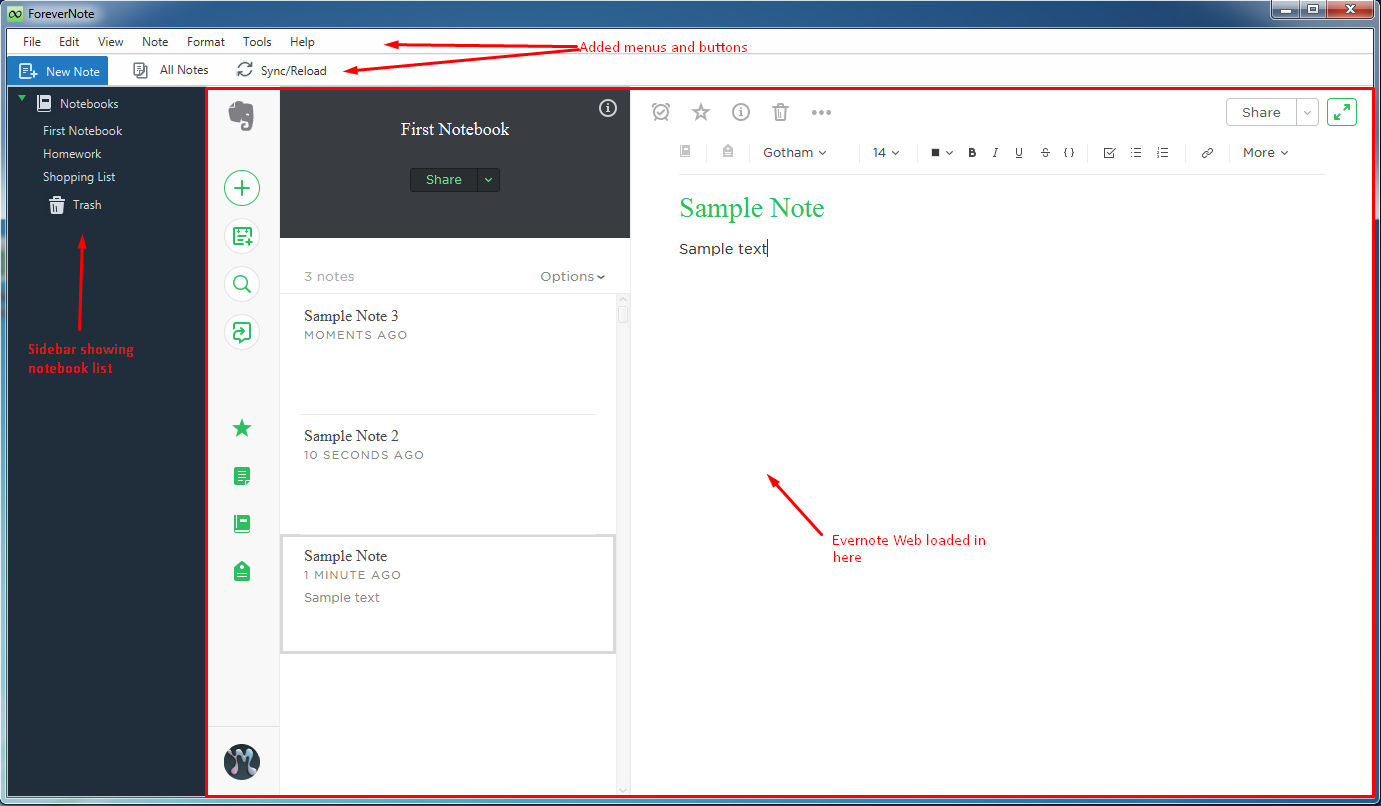 ForeverNote
File Edit View Note Format Tools Help
Added menus and buttons
New Note All Notes Sync/Reload
Notebooks
First Notebook
Homework
Shopping List
Trash
Sidebar showing
notebook list
First Notebook
Share
3 notes Options
Sample Note 3
MOMENTS AGO
Sample Note 2
10 SECONDS AGO
Sample Note
1 MINUTE AGO
Sample text
Share
Gotham 14 B I U S {} More
Sample Note
Sample text
Evernote Web loaded in
here